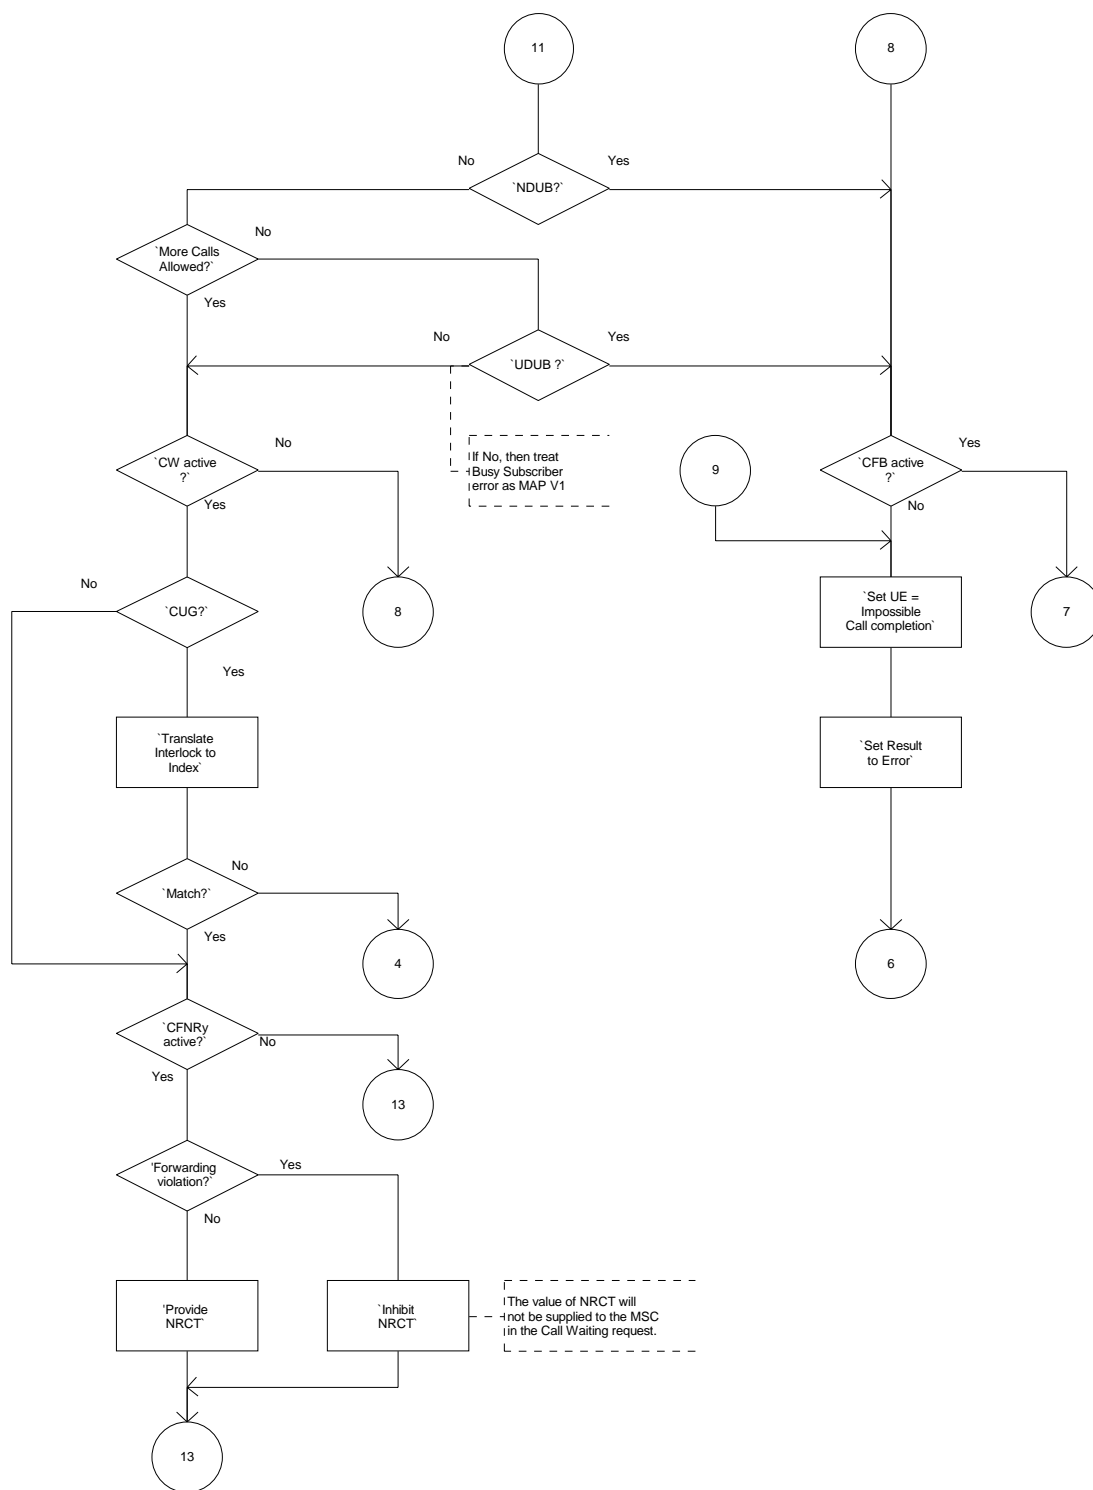 11
8
No
Yes
`NDUB?`
No
`More Calls
Allowed?`
Yes
No
Yes
`UDUB ?`
No
Yes
If No, then treat
Busy Subscriber
error as MAP V1
`CW active
?`
Yes
9
`CFB active
?`
No
No
`CUG?`
8
`Set UE =
Impossible
Call completion`
7
Yes
`Translate
Interlock to
Index`
`Set Result
to Error`
No
`Match?`
Yes
4
6
`CFNRy
active?`
No
Yes
13
'Forwarding
violation?`
Yes
No
'Provide
NRCT`
`Inhibit
NRCT`
The value of NRCT will
not be supplied to the MSC
in the Call Waiting request.
13